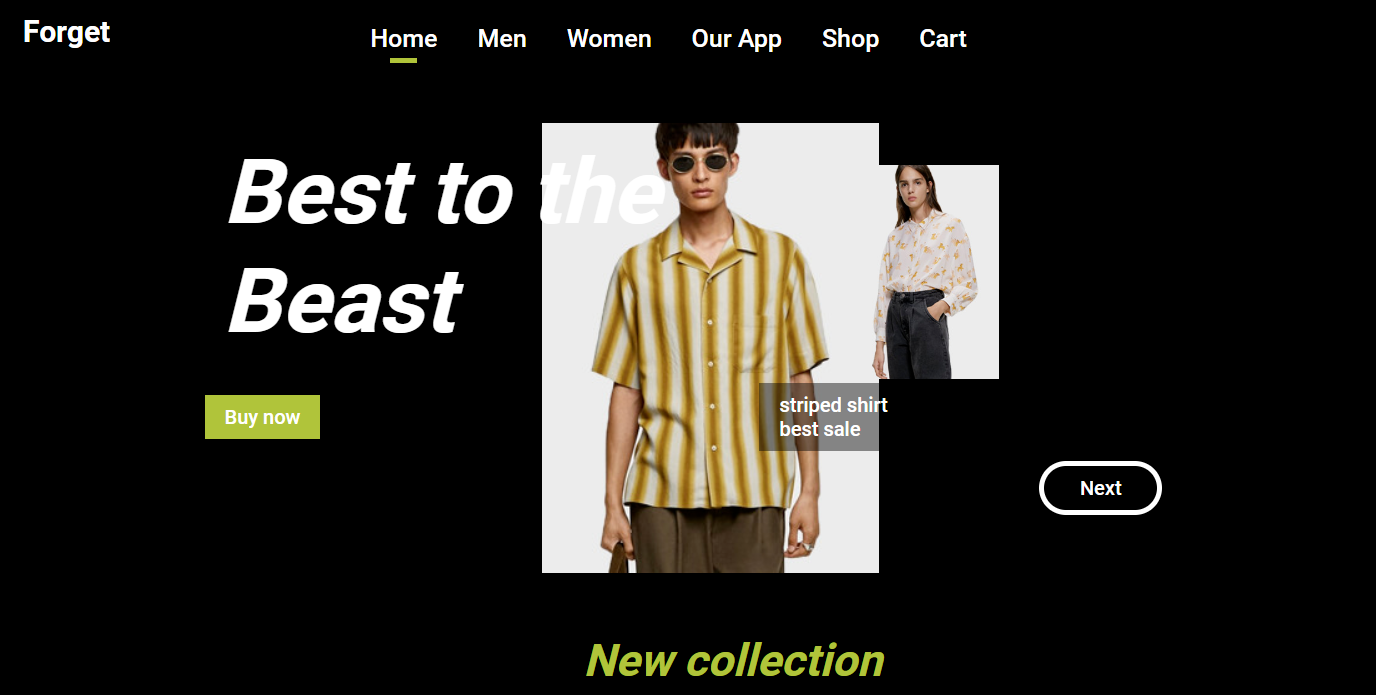 Forget
Home Men Women Our App Shop Cart
Best to the
Beast
Buy now
striped shirt
best sale
Next
New collection